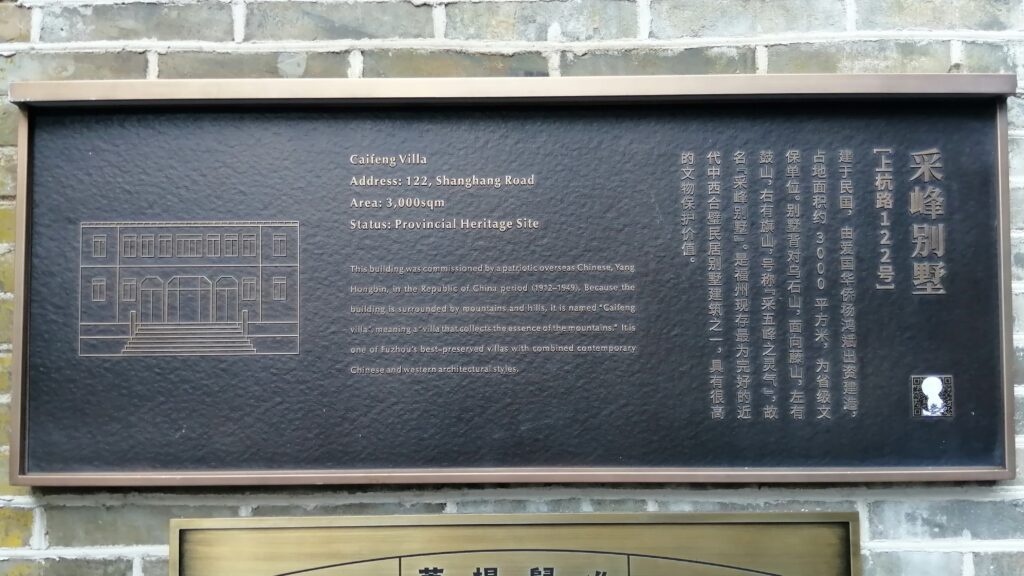 Caifeng Villa
Address: 122, Shanghang Road
Area: 3,000sqm
Status: Provincial Heritage Site
This building was commissioned by a patriotic overseas Chinese, Yang
Hongbin, in the Republic of China period (1912–1949). Because the
building is surrounded by mountains and hills, it is named "Caifeng
villa", meaning a "villa that collects the essence of the mountains." It is
one of Fuzhou's best-preserved villas with combined contemporary
Chinese and western architectural styles.
采峰别墅
[上杭路122号]
建于民国，由爱国华侨杨鸿斌出资建造，
占地面积约3000平方米，为省级文
保单位。别墅背对乌石山，面向藤山，左有
鼓山，右有旗山，号称“采五峰之灵气”，故
名“采峰别墅”。是福州现存最为完好的近
代中西合璧民居别墅建筑之一，具有很高
的文物保护价值。